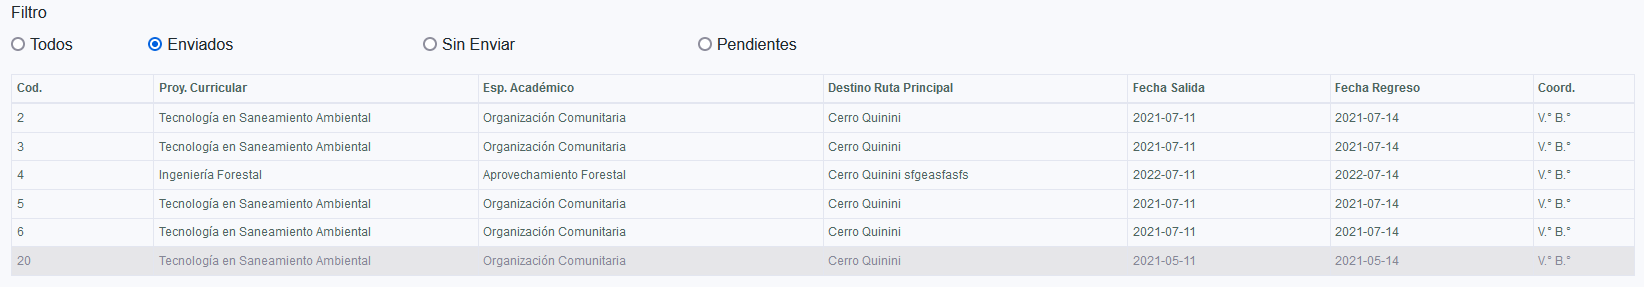 Filtro
Todos Enviados Sin Enviar Pendientes
Cod. Proy. Curricular Esp. Académico Destino Ruta Principal Fecha Salida Fecha Regreso Coord.
2 Tecnología en Saneamiento Ambiental Organización Comunitaria Cerro Quinini 2021-07-11 2021-07-14 V.° B.°
3 Tecnología en Saneamiento Ambiental Organización Comunitaria Cerro Quinini 2021-07-11 2021-07-14 V.° B.°
4 Ingeniería Forestal Aprovechamiento Forestal Cerro Quinini sfgeasfasfs 2022-07-11 2022-07-14 V.° B.°
5 Tecnología en Saneamiento Ambiental Organización Comunitaria Cerro Quinini 2021-07-11 2021-07-14 V.° B.°
6 Tecnología en Saneamiento Ambiental Organización Comunitaria Cerro Quinini 2021-07-11 2021-07-14 V.° B.°
20 Tecnología en Saneamiento Ambiental Organización Comunitaria Cerro Quinini 2021-05-11 2021-05-14 V.° B.°